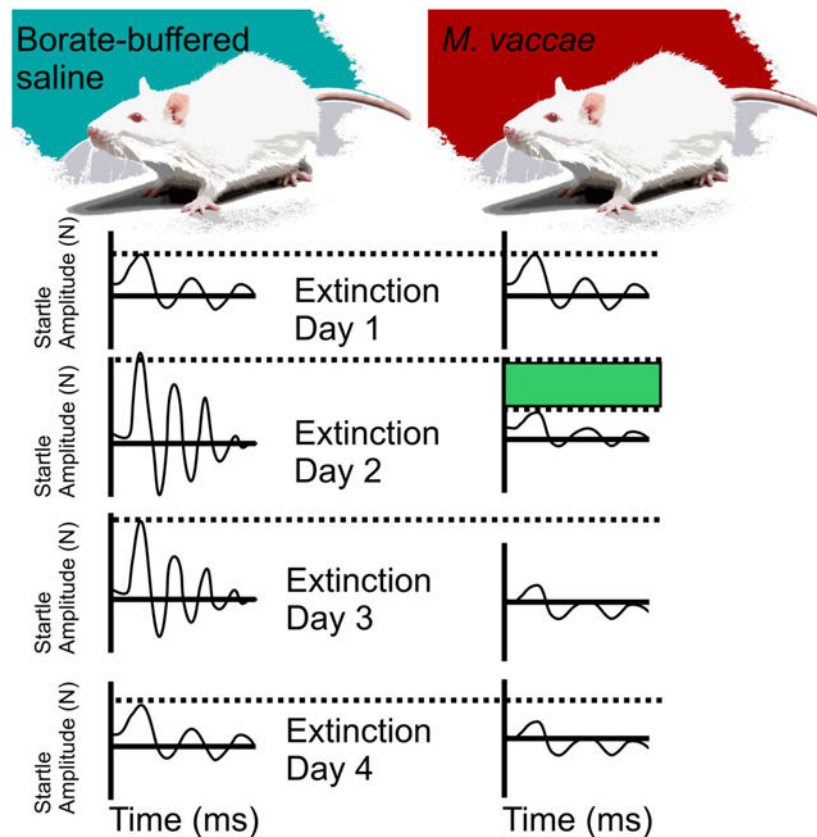 Borate-buffered
saline
M. vaccae
Startle
Amplitude (N)
Extinction
Day 1
Startle
Amplitude (N)
Extinction
Day 2
Startle
Amplitude (N)
Extinction
Day 3
Startle
Amplitude (N)
Extinction
Day 4
Time (ms)
Time (ms)